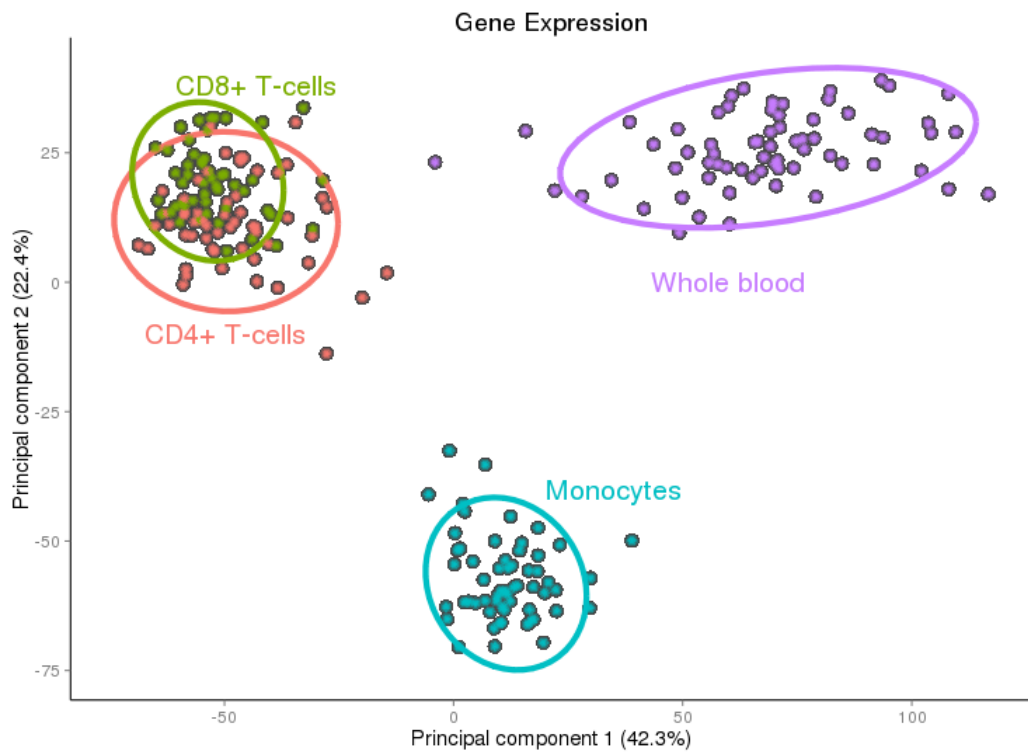 Gene Expression
CD8+ T-cells
25
0
-25
-50
-75
Principal component 2 (22.4%)
CD4+ T-cells
Whole blood
Monocytes
-50
0
50
100
Principal component 1 (42.3%)